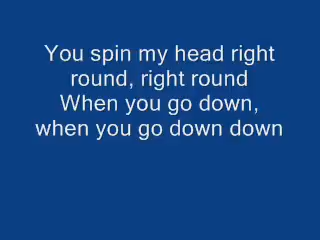 You spin my head right
round, right round
When you go down,
when you go down down